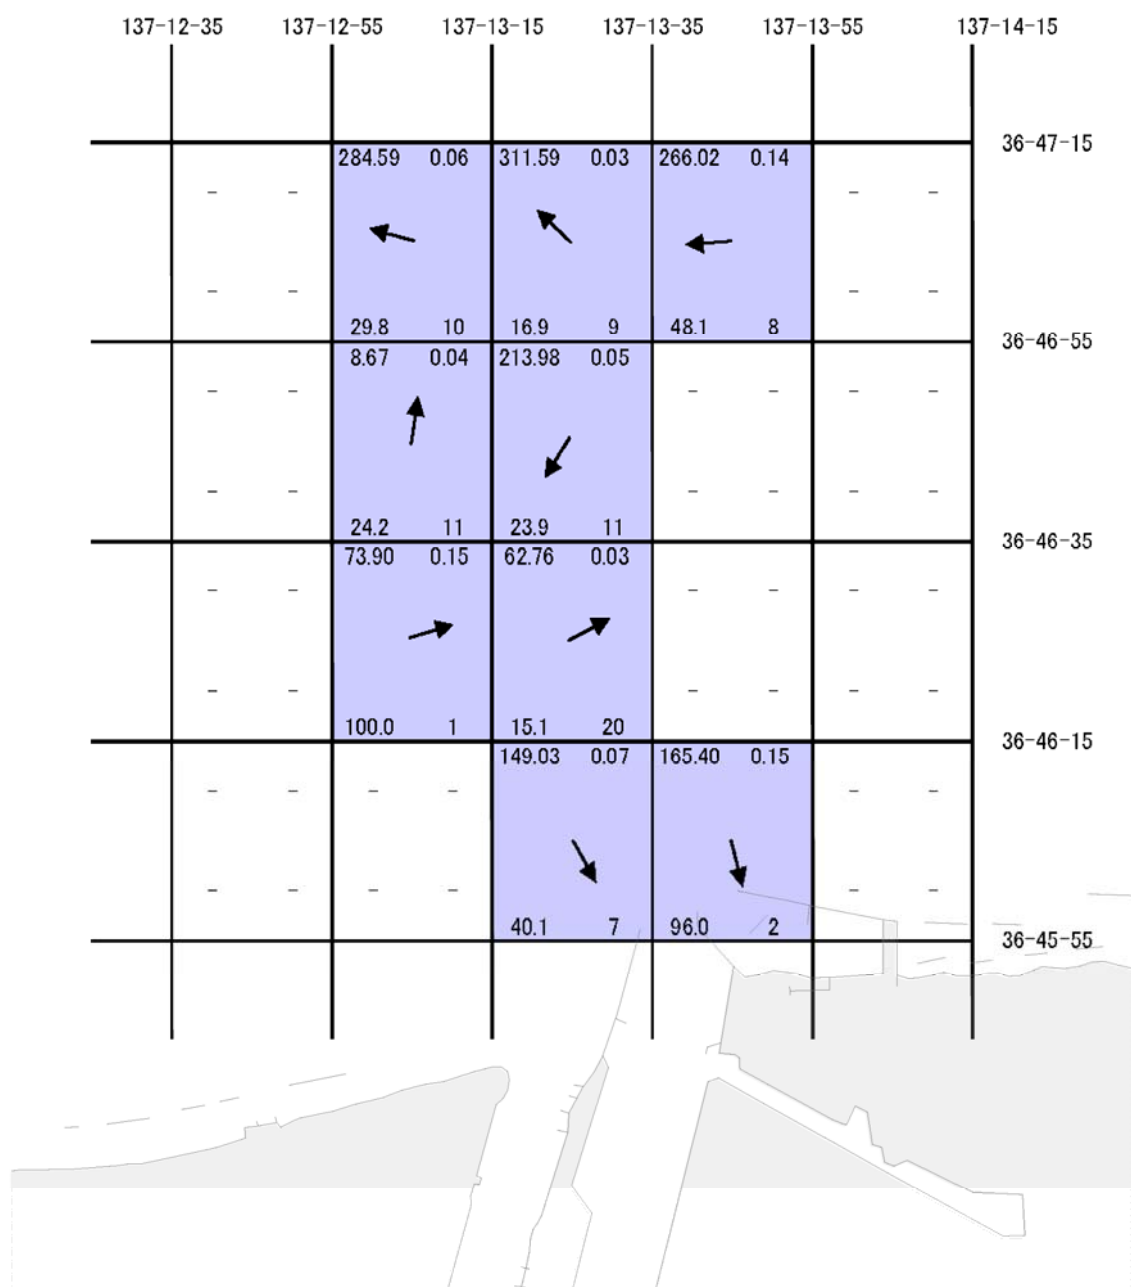 137-12-35 137-12-55 137-13-15 137-13-35 137-13-55 137-14-15
36-47-15
284.59 0.06 311.59 0.03 266.02 0.14
- - - -
- - - -
29.8 10 16.9 9 48.1 8
36-46-55
8.67 0.04 213.98 0.05
- - - - - -
- - - - - -
24.2 11 23.9 11
36-46-35
73.90 0.15 62.76 0.03
- - - - - -
- - - - - -
100.0 1 15.1 20
36-46-15
149.03 0.07 165.40 0.15
- - - - - -
- - - - - -
40.1 7 96.0 2
36-45-55